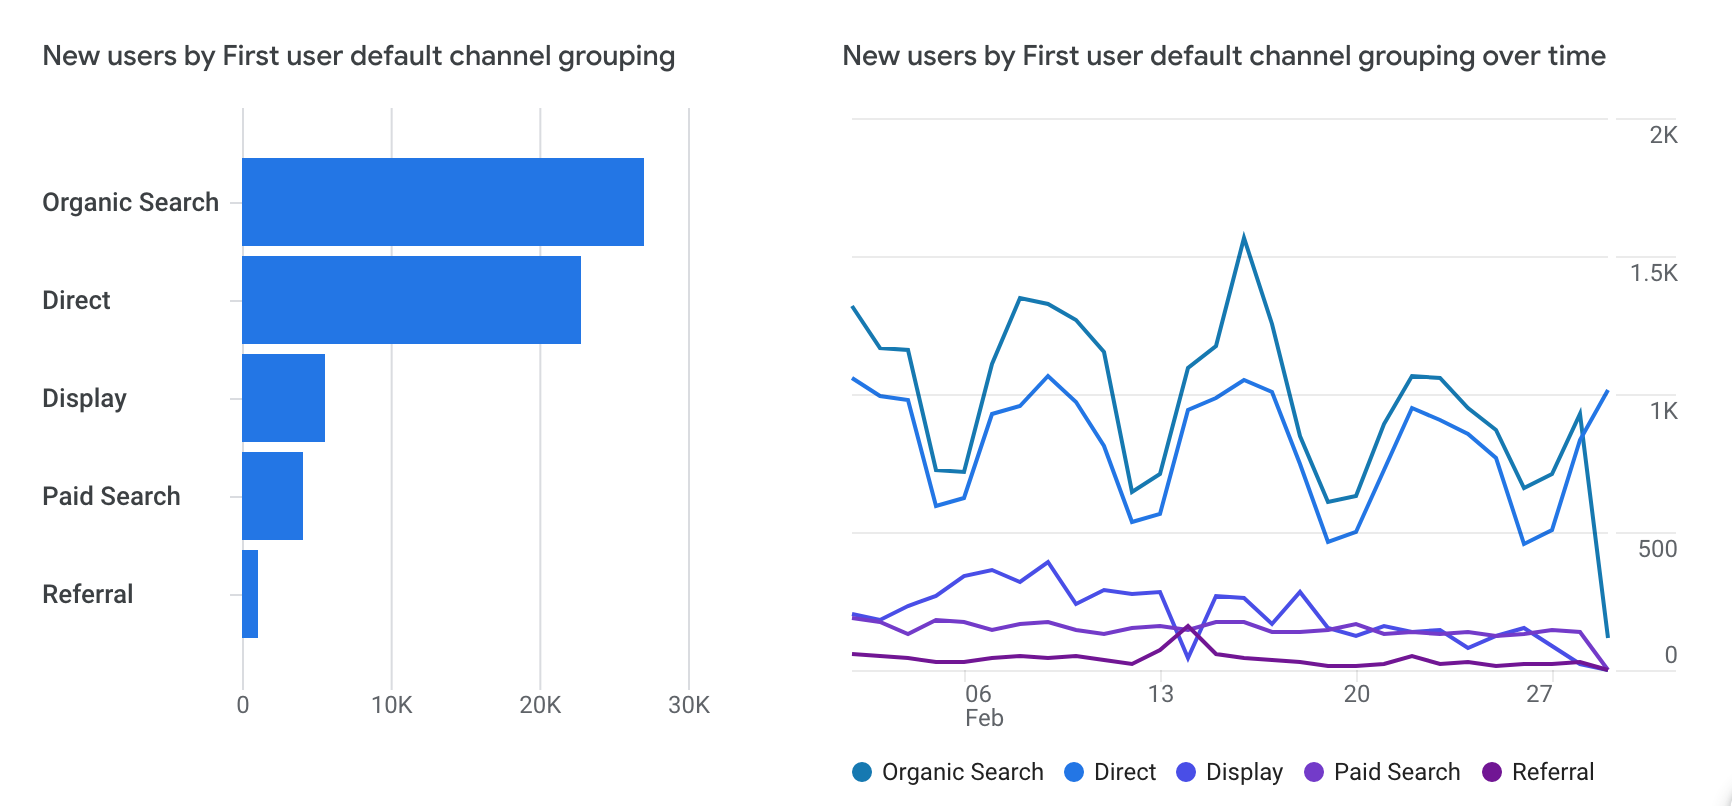 New users by First user default channel grouping
Organic Search
Direct
Display
Paid Search
Referral
0 10K 20K 30K
New users by First user default channel grouping over time
2K
1.5K
1K
500
0
06 13 20 27
Feb
Organic Search Direct Display Paid Search Referral